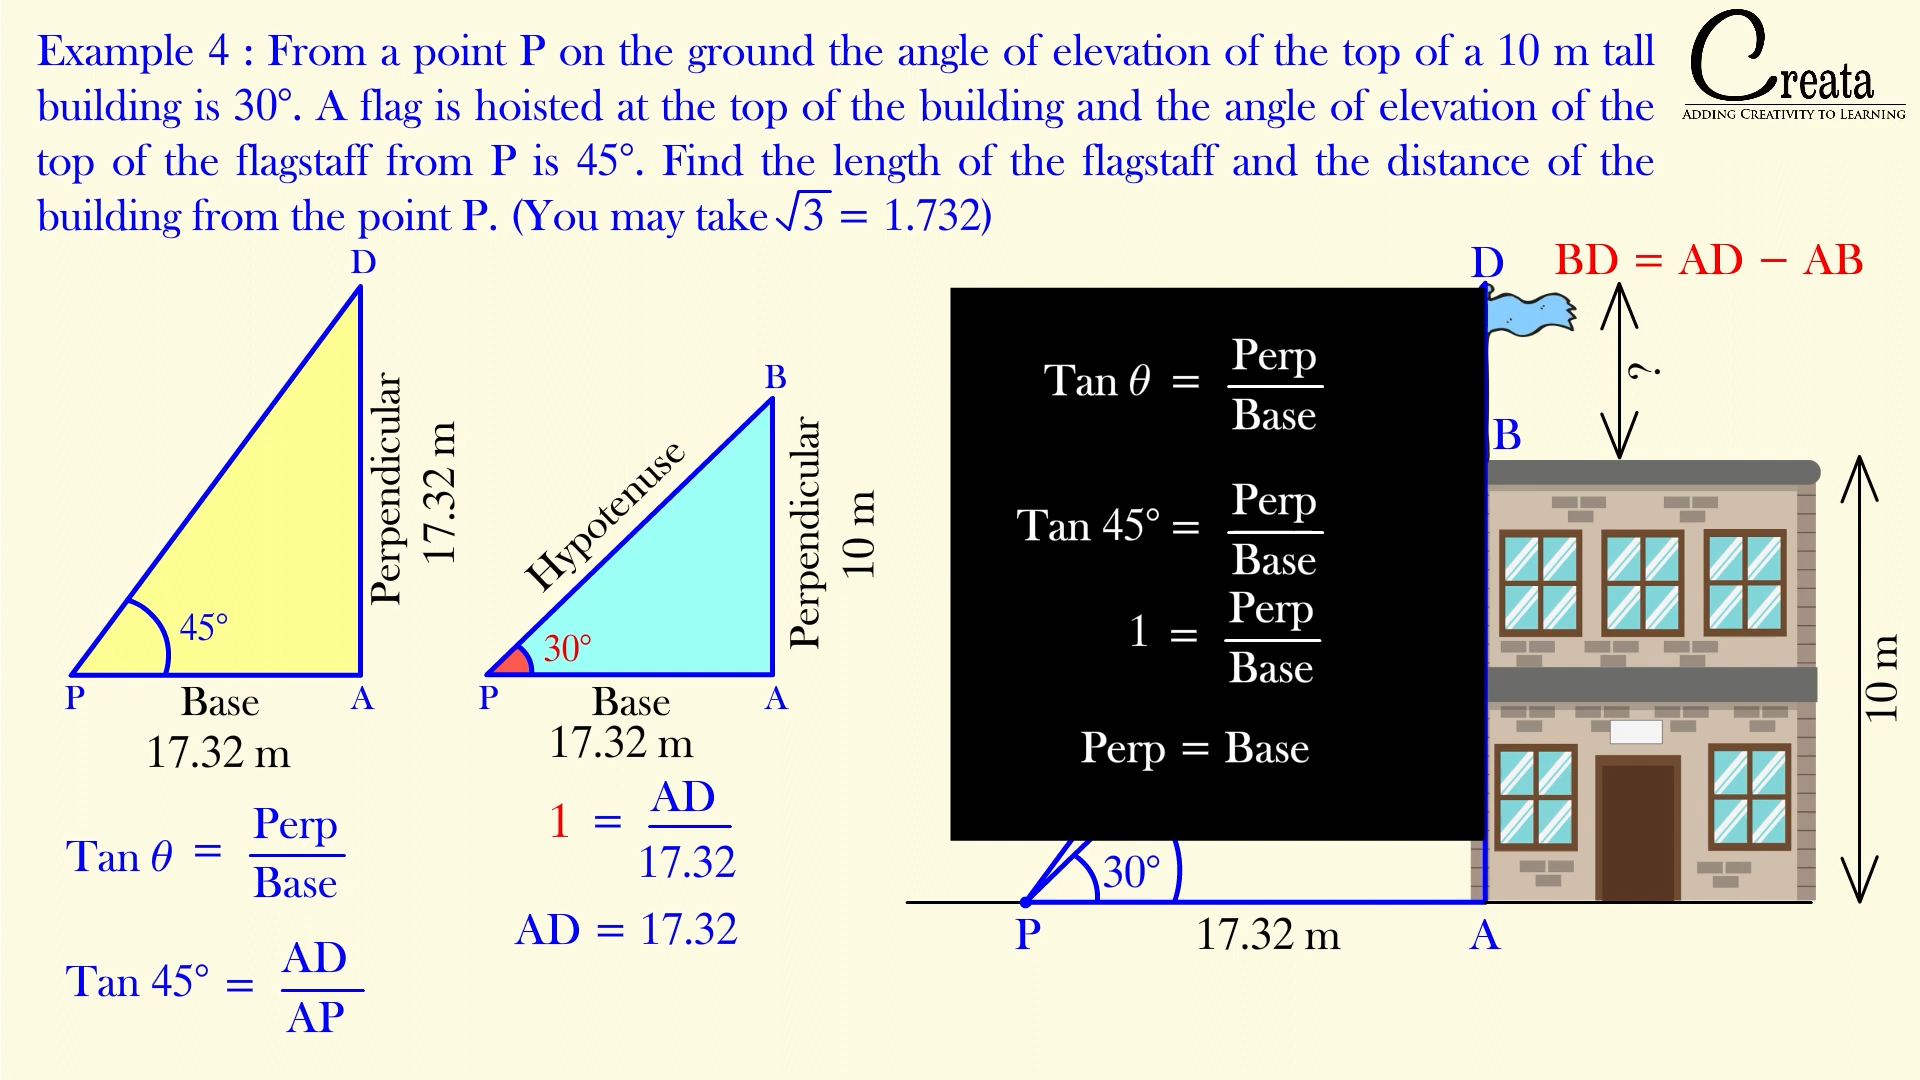 Example 4 : From a point P on the ground the angle of elevation of the top of a 10 m tall
building is 30°. A flag is hoisted at the top of the building and the angle of elevation of the
top of the flagstaff from P is 45°. Find the length of the flagstaff and the distance of the
building from the point P. (You may take √3 = 1.732)
Creata
ADDING CREATIVITY TO LEARNING
D
Perpendicular
17.32 m
45°
P
Base
A
17.32 m
B
Hypotenuse
Perpendicular
10 m
30°
P
Base
A
17.32 m
Tan θ = Perp
Base
Tan 45° = AD
AP
1 = AD
17.32
AD = 17.32
D
BD = AD − AB
Tan θ = Perp
Base
Tan 45° = Perp
Base
1 = Perp
Base
Perp = Base
?
B
10 m
30°
P
17.32 m
A